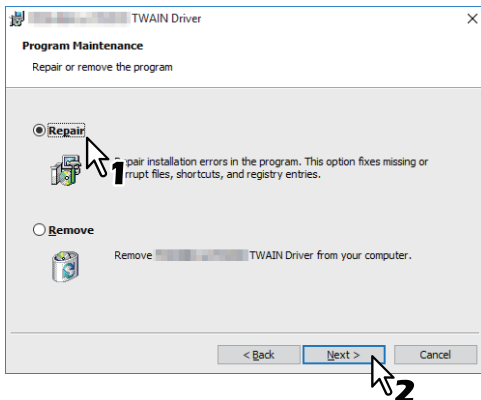 TWAIN Driver
Program Maintenance
Repair or remove the program
Repair
1
pair installation errors in the program. This option fixes missing or
rrupt files, shortcuts, and registry entries.
Remove
Remove TWAIN Driver from your computer.
< Back
Next >
Cancel
2